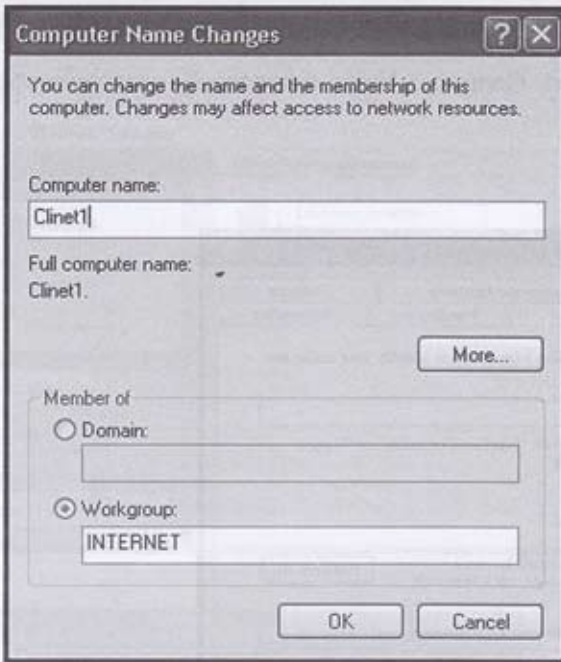 Computer Name Changes
You can change the name and the membership of this
computer. Changes may affect access to network resources.
Computer name:
Clinet1
Full computer name:
Clinet1.
More...
Member of
Domain:
Workgroup:
INTERNET
OK
Cancel